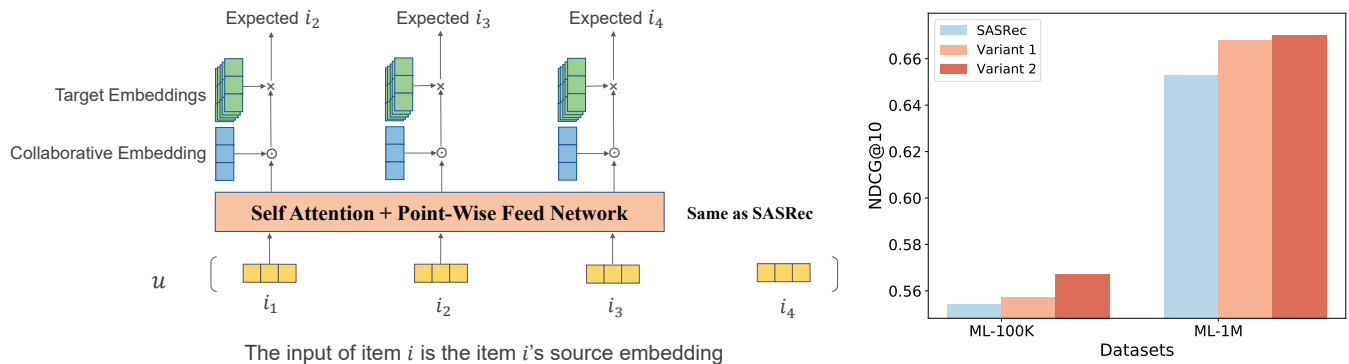 Expected i₂
Expected i₃
Expected i₄
Target Embeddings
Collaborative Embedding
Self Attention + Point-Wise Feed Network
Same as SASRec
u
i₁
i₂
i₃
i₄
The input of item i is the item i's source embedding
SASRec
Variant 1
Variant 2
NDCG@10
0.66
0.64
0.62
0.60
0.58
0.56
ML-100K
ML-1M
Datasets